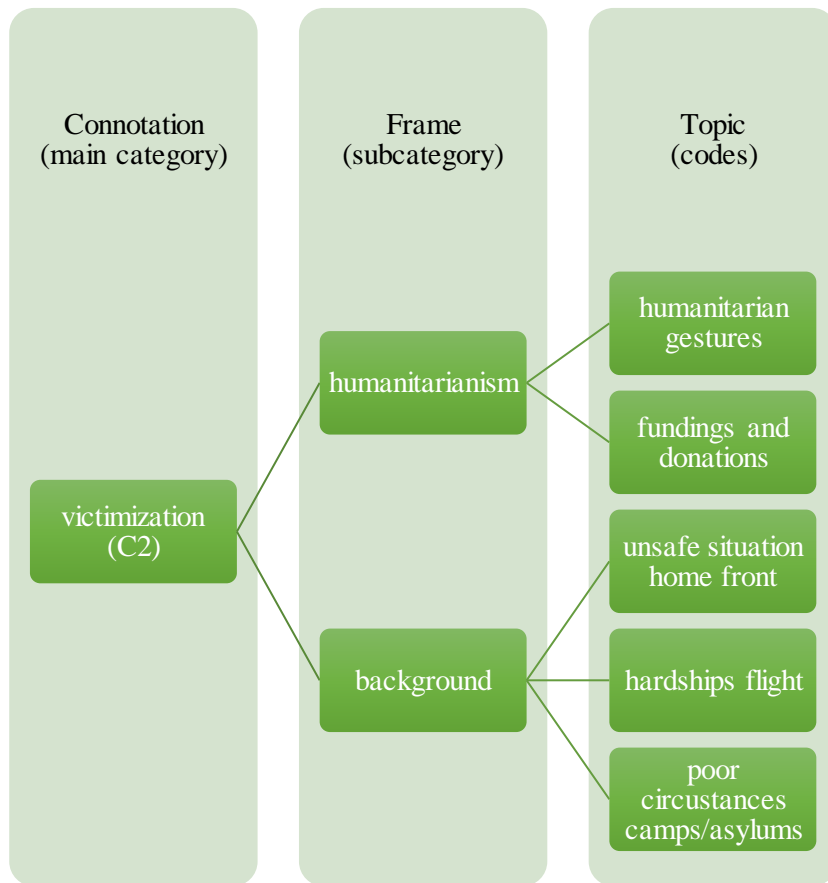 Connotation
(main category)
Frame
(subcategory)
Topic
(codes)
victimization
(C2)
humanitarianism
background
humanitarian
gestures
fundings and
donations
unsafe situation
home front
hardships flight
poor
circustances
camps/asylums